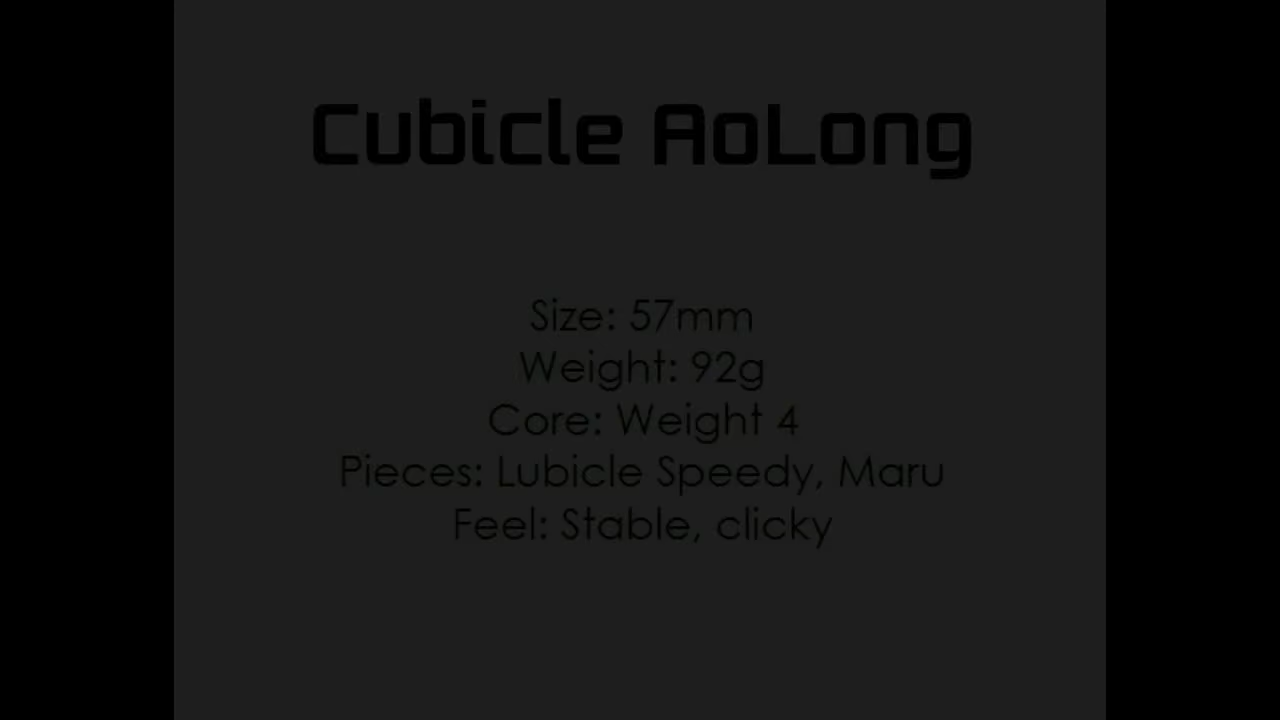 Cubicle AoLong
Size: 57mm
Weight: 92g
Core: Weight 4
Pieces: Lubicle Speedy, Maru
Feel: Stable, clicky